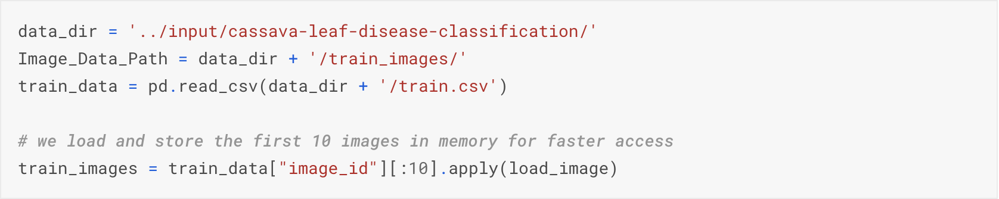 data_dir = '../input/cassava-leaf-disease-classification/'
Image_Data_Path = data_dir + '/train_images/'
train_data = pd.read_csv(data_dir + '/train.csv')
# we load and store the first 10 images in memory for faster access
train_images = train_data["image_id"][:10].apply(load_image)